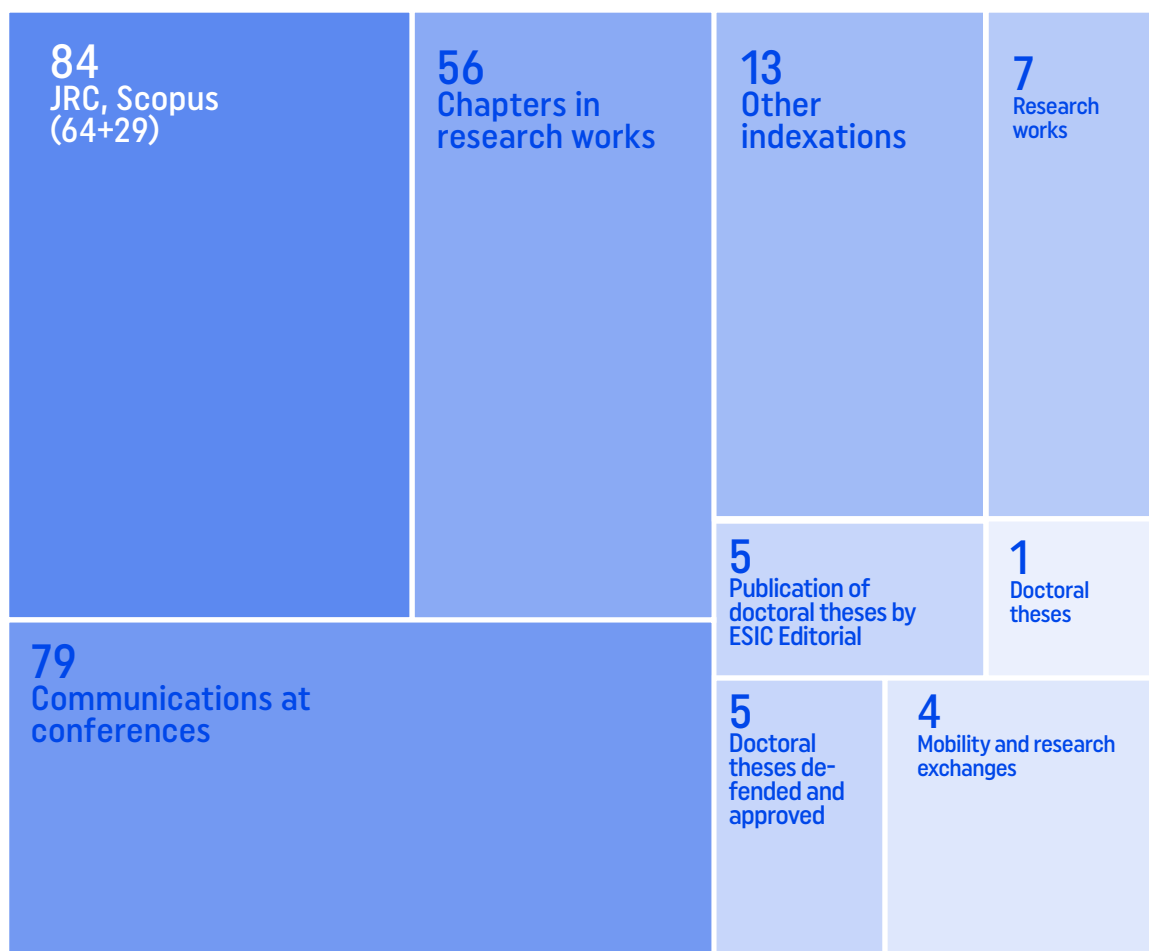 84
JRC, Scopus
(64+29)
56
Chapters in
research works
13
Other
indexations
7
Research
works
5
Publication of
doctoral theses by
ESIC Editorial
1
Doctoral
theses
79
Communications at
conferences
5
Doctoral
theses de-
fended and
approved
4
Mobility and research
exchanges